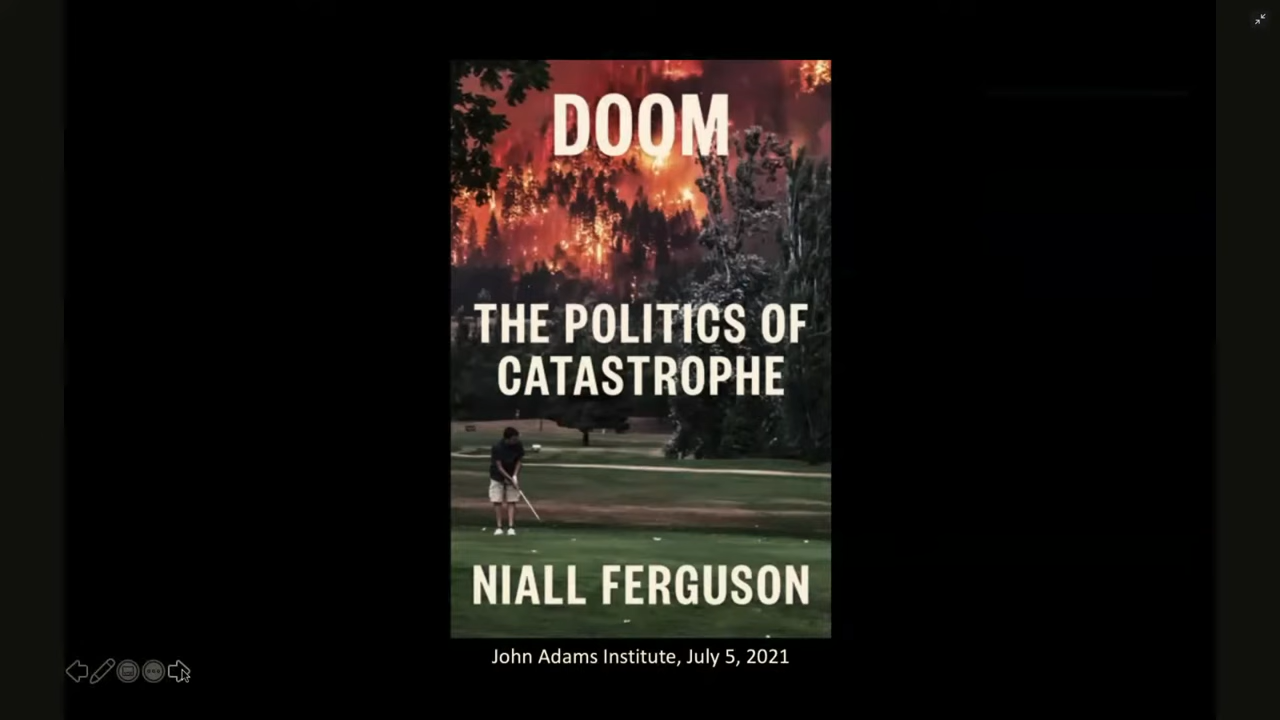 DOOM
THE POLITICS OF
CATASTROPHE
NIALL FERGUSON
John Adams Institute, July 5, 2021